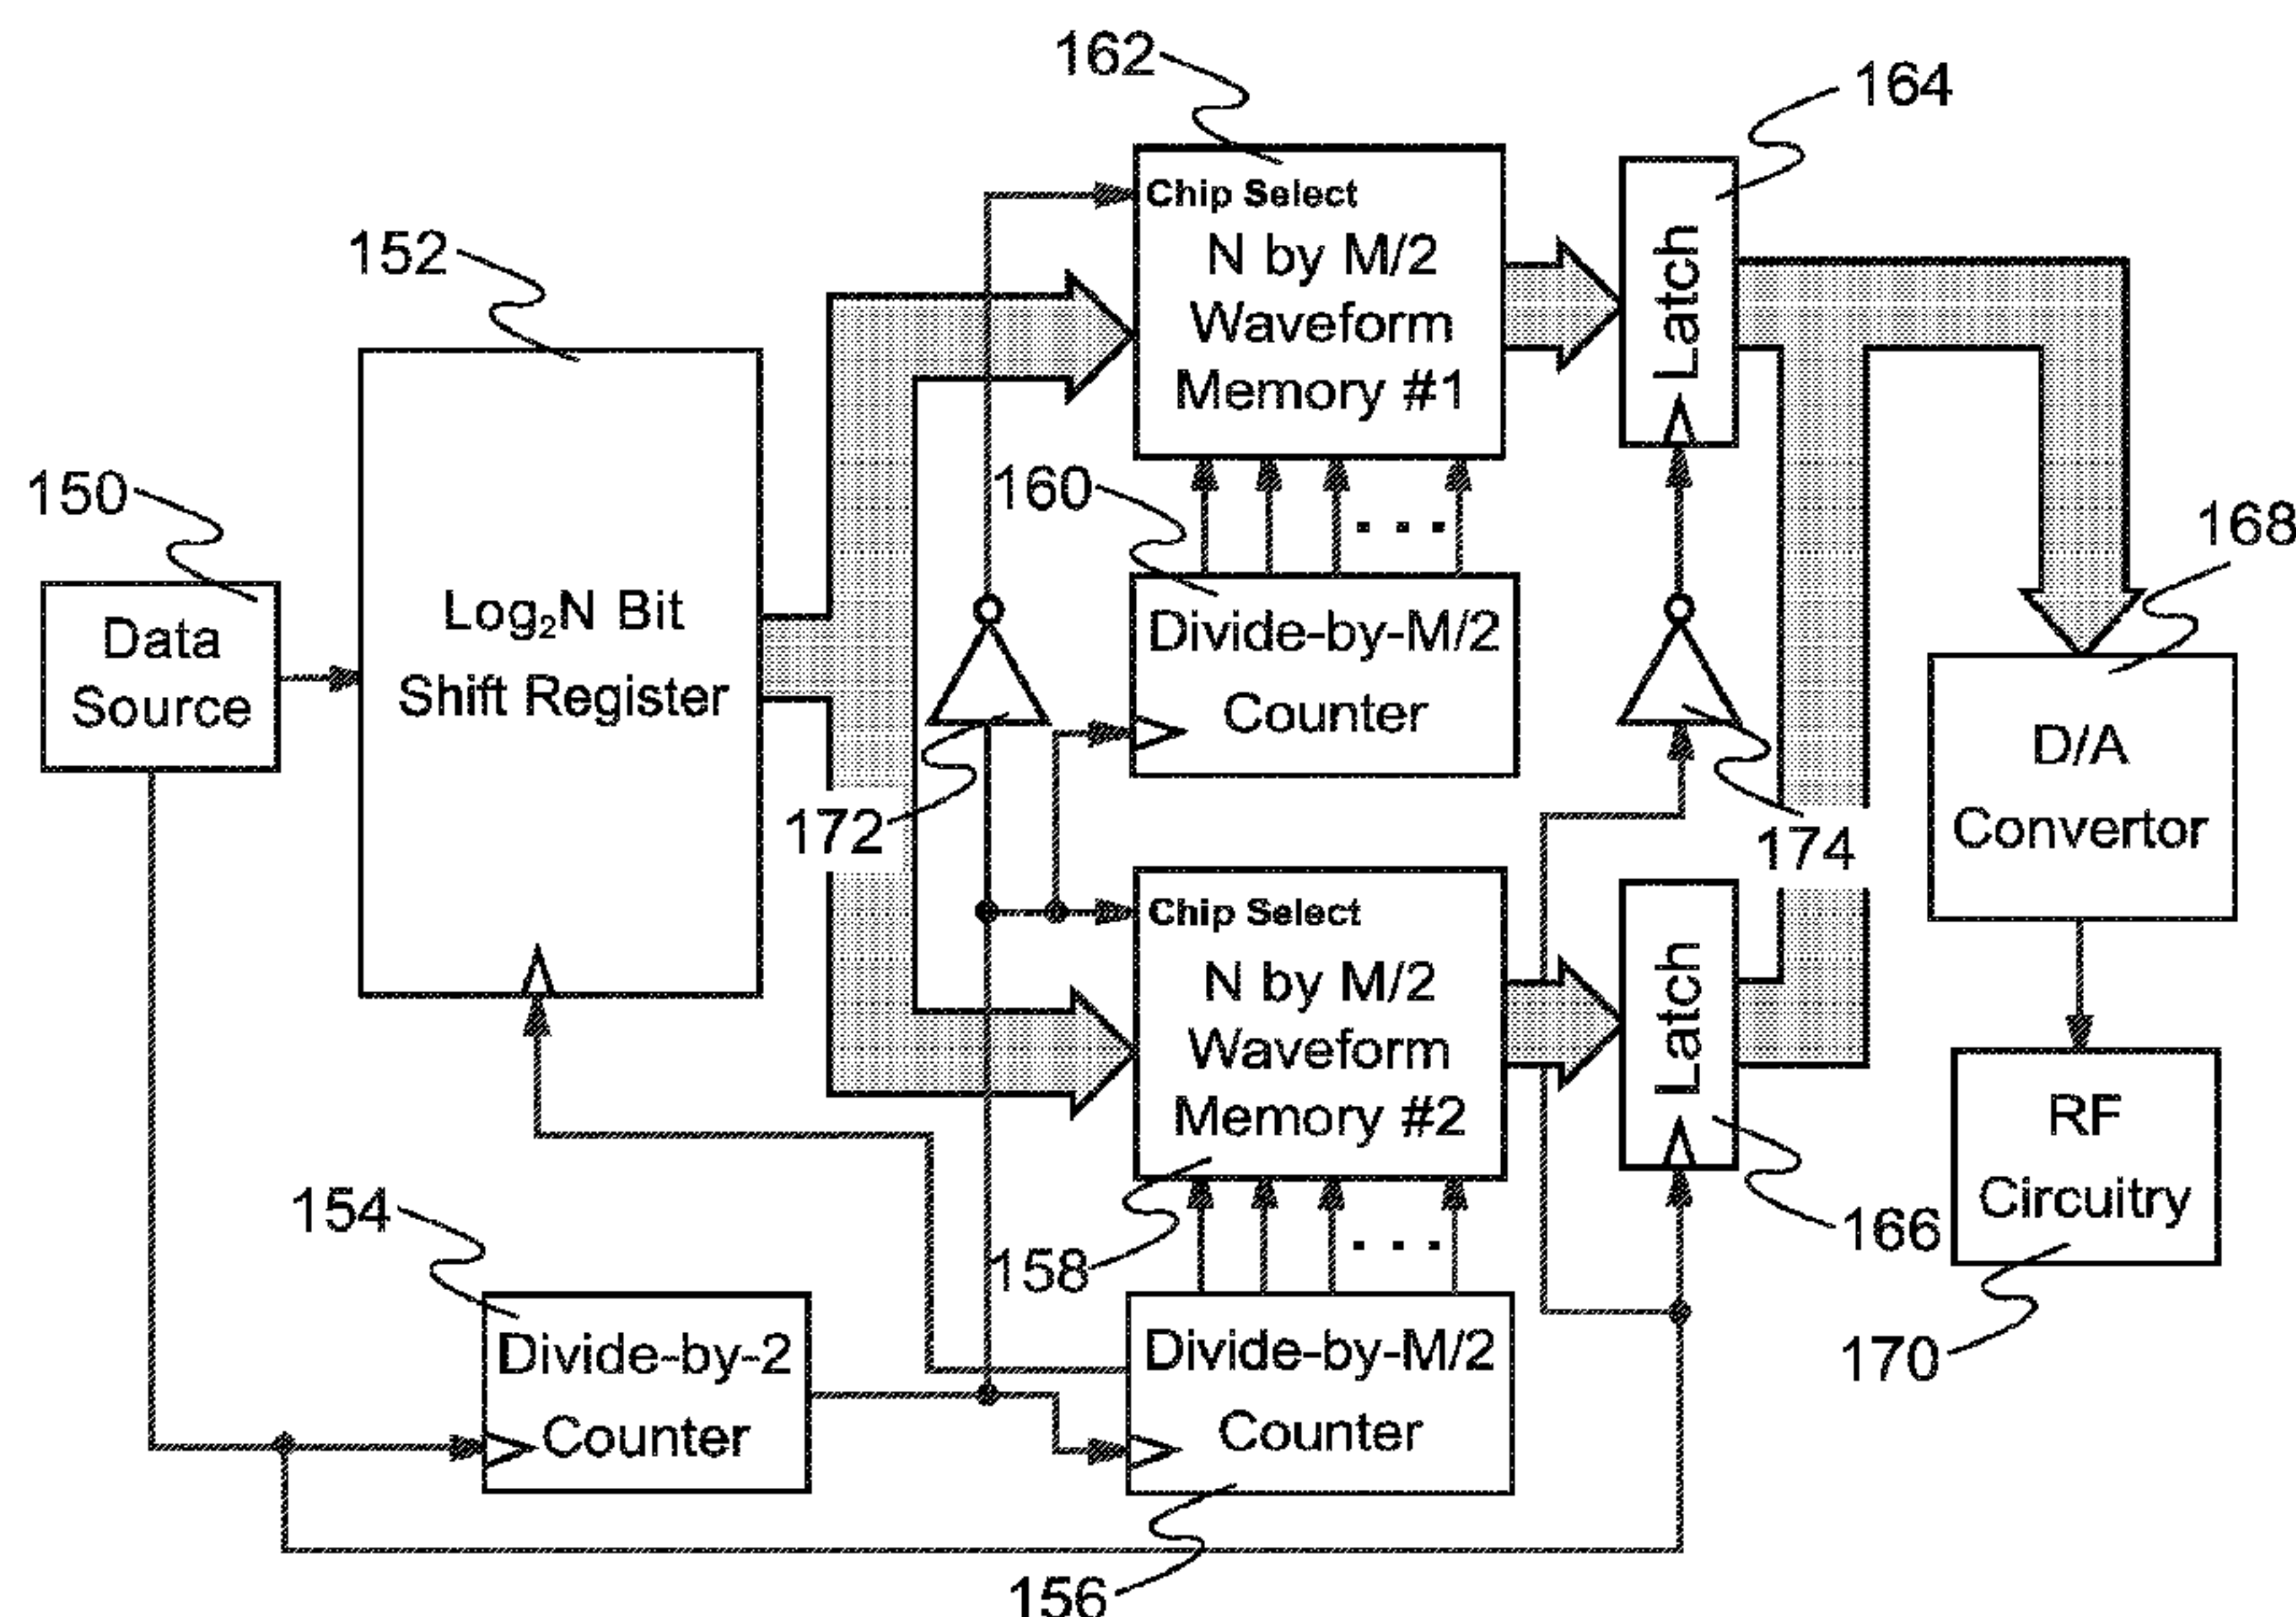 162
164
Chip Select
N by M/2
Waveform
Memory #1
Latch
152
150
160
168
Data
Source
Log₂N Bit
Shift Register
Divide-by-M/2
Counter
D/A
Convertor
172
174
Chip Select
N by M/2
Waveform
Memory #2
Latch
RF
Circuitry
154
158
166
170
Divide-by-2
Counter
Divide-by-M/2
Counter
156
. . .
. . .